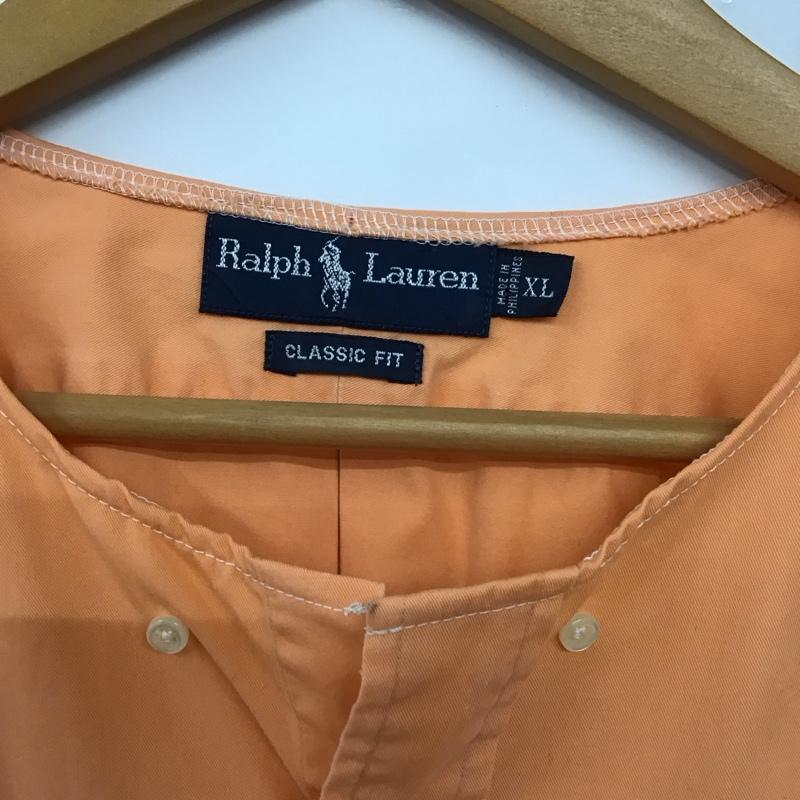 Ralph Lauren
MADE IN
PHILIPPINES
XL
CLASSIC FIT